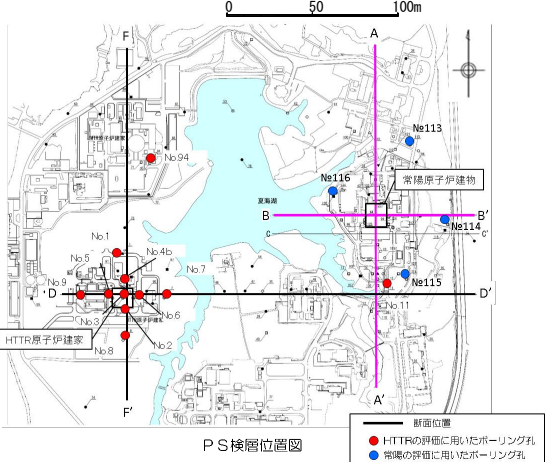 0 50 100m
F
A
№113
No.94
№116
常陽原子炉建物
夏海湖
B
B'
C
C'
№114
No.1
No.4b
No.5
No.7
No.9
№115
D
D'
No.11
No.6
No.3
HTTR原子炉建家
No.2
No.8
F'
A'
PS検層位置図
断面位置
HTTRの評価に用いたボーリング孔
常陽の評価に用いたボーリング孔